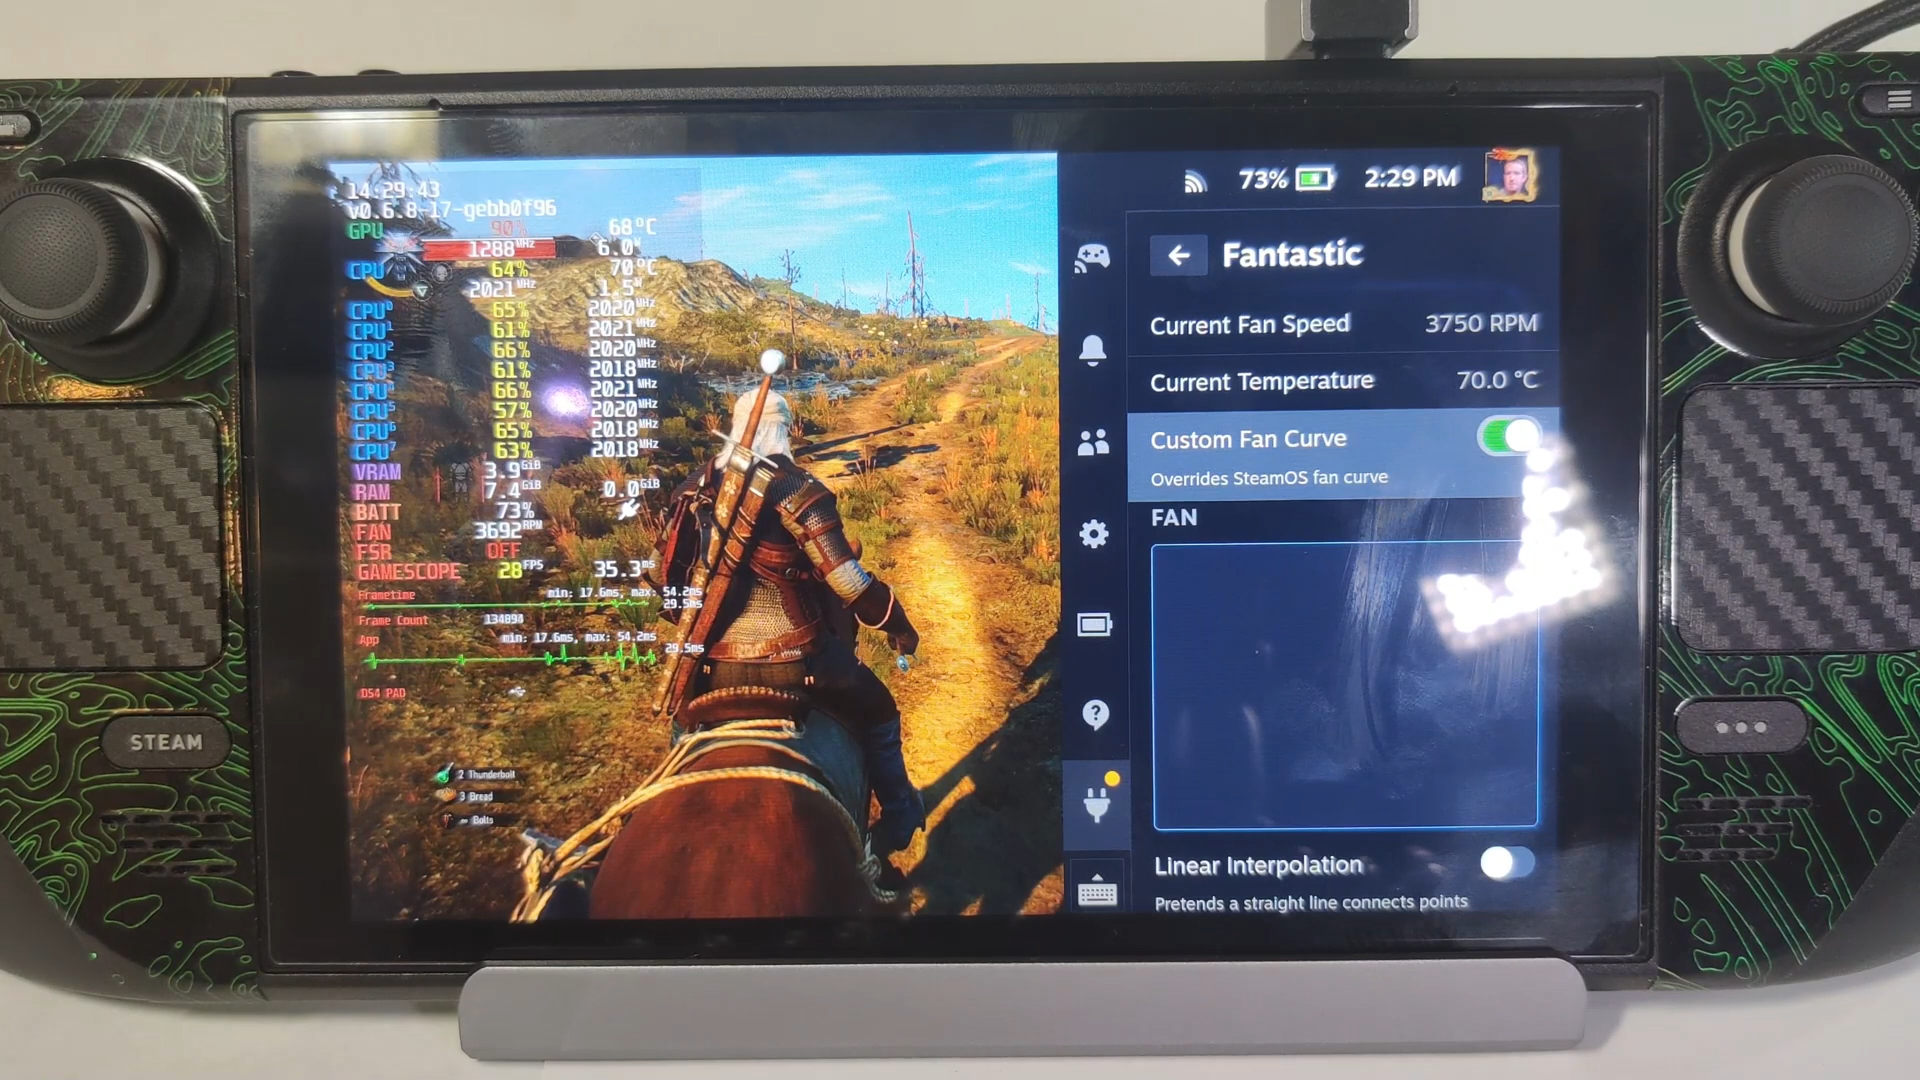 14:29:43
v0.6.8-17-gebb0f96
GPU 90% 68°C
1288MHz 6.0W
CPU 64% 70°C
2021MHz 1.5W
CPU0 65% 2020MHz
CPU1 61% 2021MHz
CPU2 66% 2020MHz
CPU3 61% 2018MHz
CPU4 66% 2021MHz
CPU5 57% 2020MHz
CPU6 65% 2018MHz
CPU7 63% 2018MHz
VRAM 3.9GiB
RAM 7.4GiB 0.0GiB
BATT 73%
FAN 3692RPM
FSR OFF
GAMESCOPE 28FPS 35.3ms
Frametime min: 17.6ms, max: 54.2ms
29.5ms
Frame Count 134894
App min: 17.6ms, max: 54.2ms
29.5ms
DS4 PAD
2 Thunderbolt
3 Bread
∞ Bolts
STEAM
73% 2:29 PM
Fantastic
Current Fan Speed 3750 RPM
Current Temperature 70.0 °C
Custom Fan Curve
Overrides SteamOS fan curve
FAN
Linear Interpolation
Pretends a straight line connects points